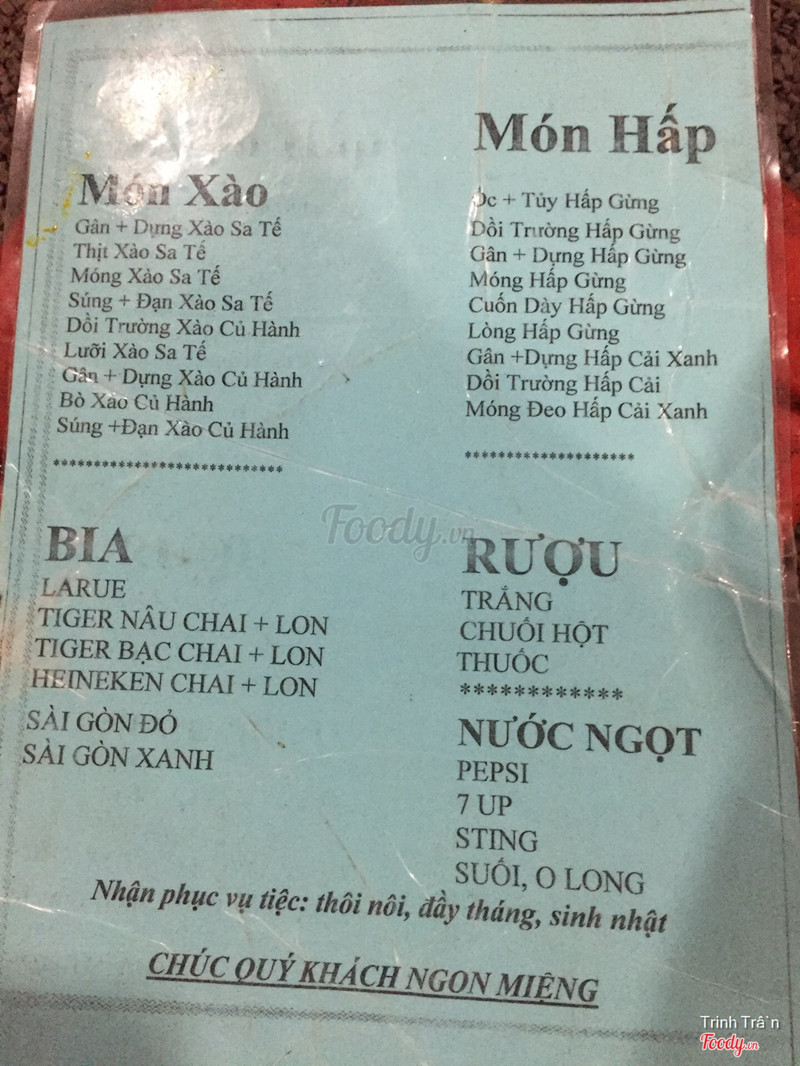 Món Xào
Gân + Dựng Xào Sa Tế
Thịt Xào Sa Tế
Móng Xào Sa Tế
Súng + Đạn Xào Sa Tế
Dồi Trường Xào Củ Hành
Lưỡi Xào Sa Tế
Gân + Dựng Xào Củ Hành
Bò Xào Củ Hành
Súng +Đạn Xào Củ Hành
****************************
Món Hấp
Óc + Tủy Hấp Gừng
Dồi Trường Hấp Gừng
Gân + Dựng Hấp Gừng
Móng Hấp Gừng
Cuốn Dày Hấp Gừng
Lòng Hấp Gừng
Gân +Dựng Hấp Cải Xanh
Dồi Trường Hấp Cải
Móng Đeo Hấp Cải Xanh
********************
Foody.vn
BIA
LARUE
TIGER NÂU CHAI + LON
TIGER BẠC CHAI + LON
HEINEKEN CHAI + LON
SÀI GÒN ĐỎ
SÀI GÒN XANH
RƯỢU
TRẮNG
CHUỐI HỘT
THUỐC
************
NƯỚC NGỌT
PEPSI
7 UP
STING
SUỐI, O LONG
Nhận phục vụ tiệc: thôi nôi, đầy tháng, sinh nhật
CHÚC QUÝ KHÁCH NGON MIỆNG
Trinh Trâ`n
Foody.vn